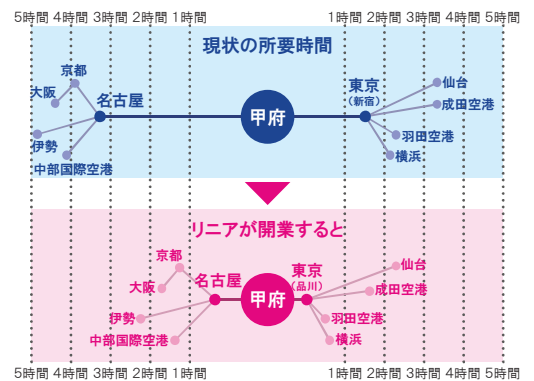 5時間 4時間 3時間 2時間 1時間 1時間 2時間 3時間 4時間 5時間
現状の所要時間
京都
大阪
名古屋
伊勢
中部国際空港
甲府
東京
(新宿)
仙台
成田空港
羽田空港
横浜
リニアが開業すると
京都
大阪
名古屋
伊勢
中部国際空港
甲府
東京
(品川)
仙台
成田空港
羽田空港
横浜
5時間 4時間 3時間 2時間 1時間 1時間 2時間 3時間 4時間 5時間